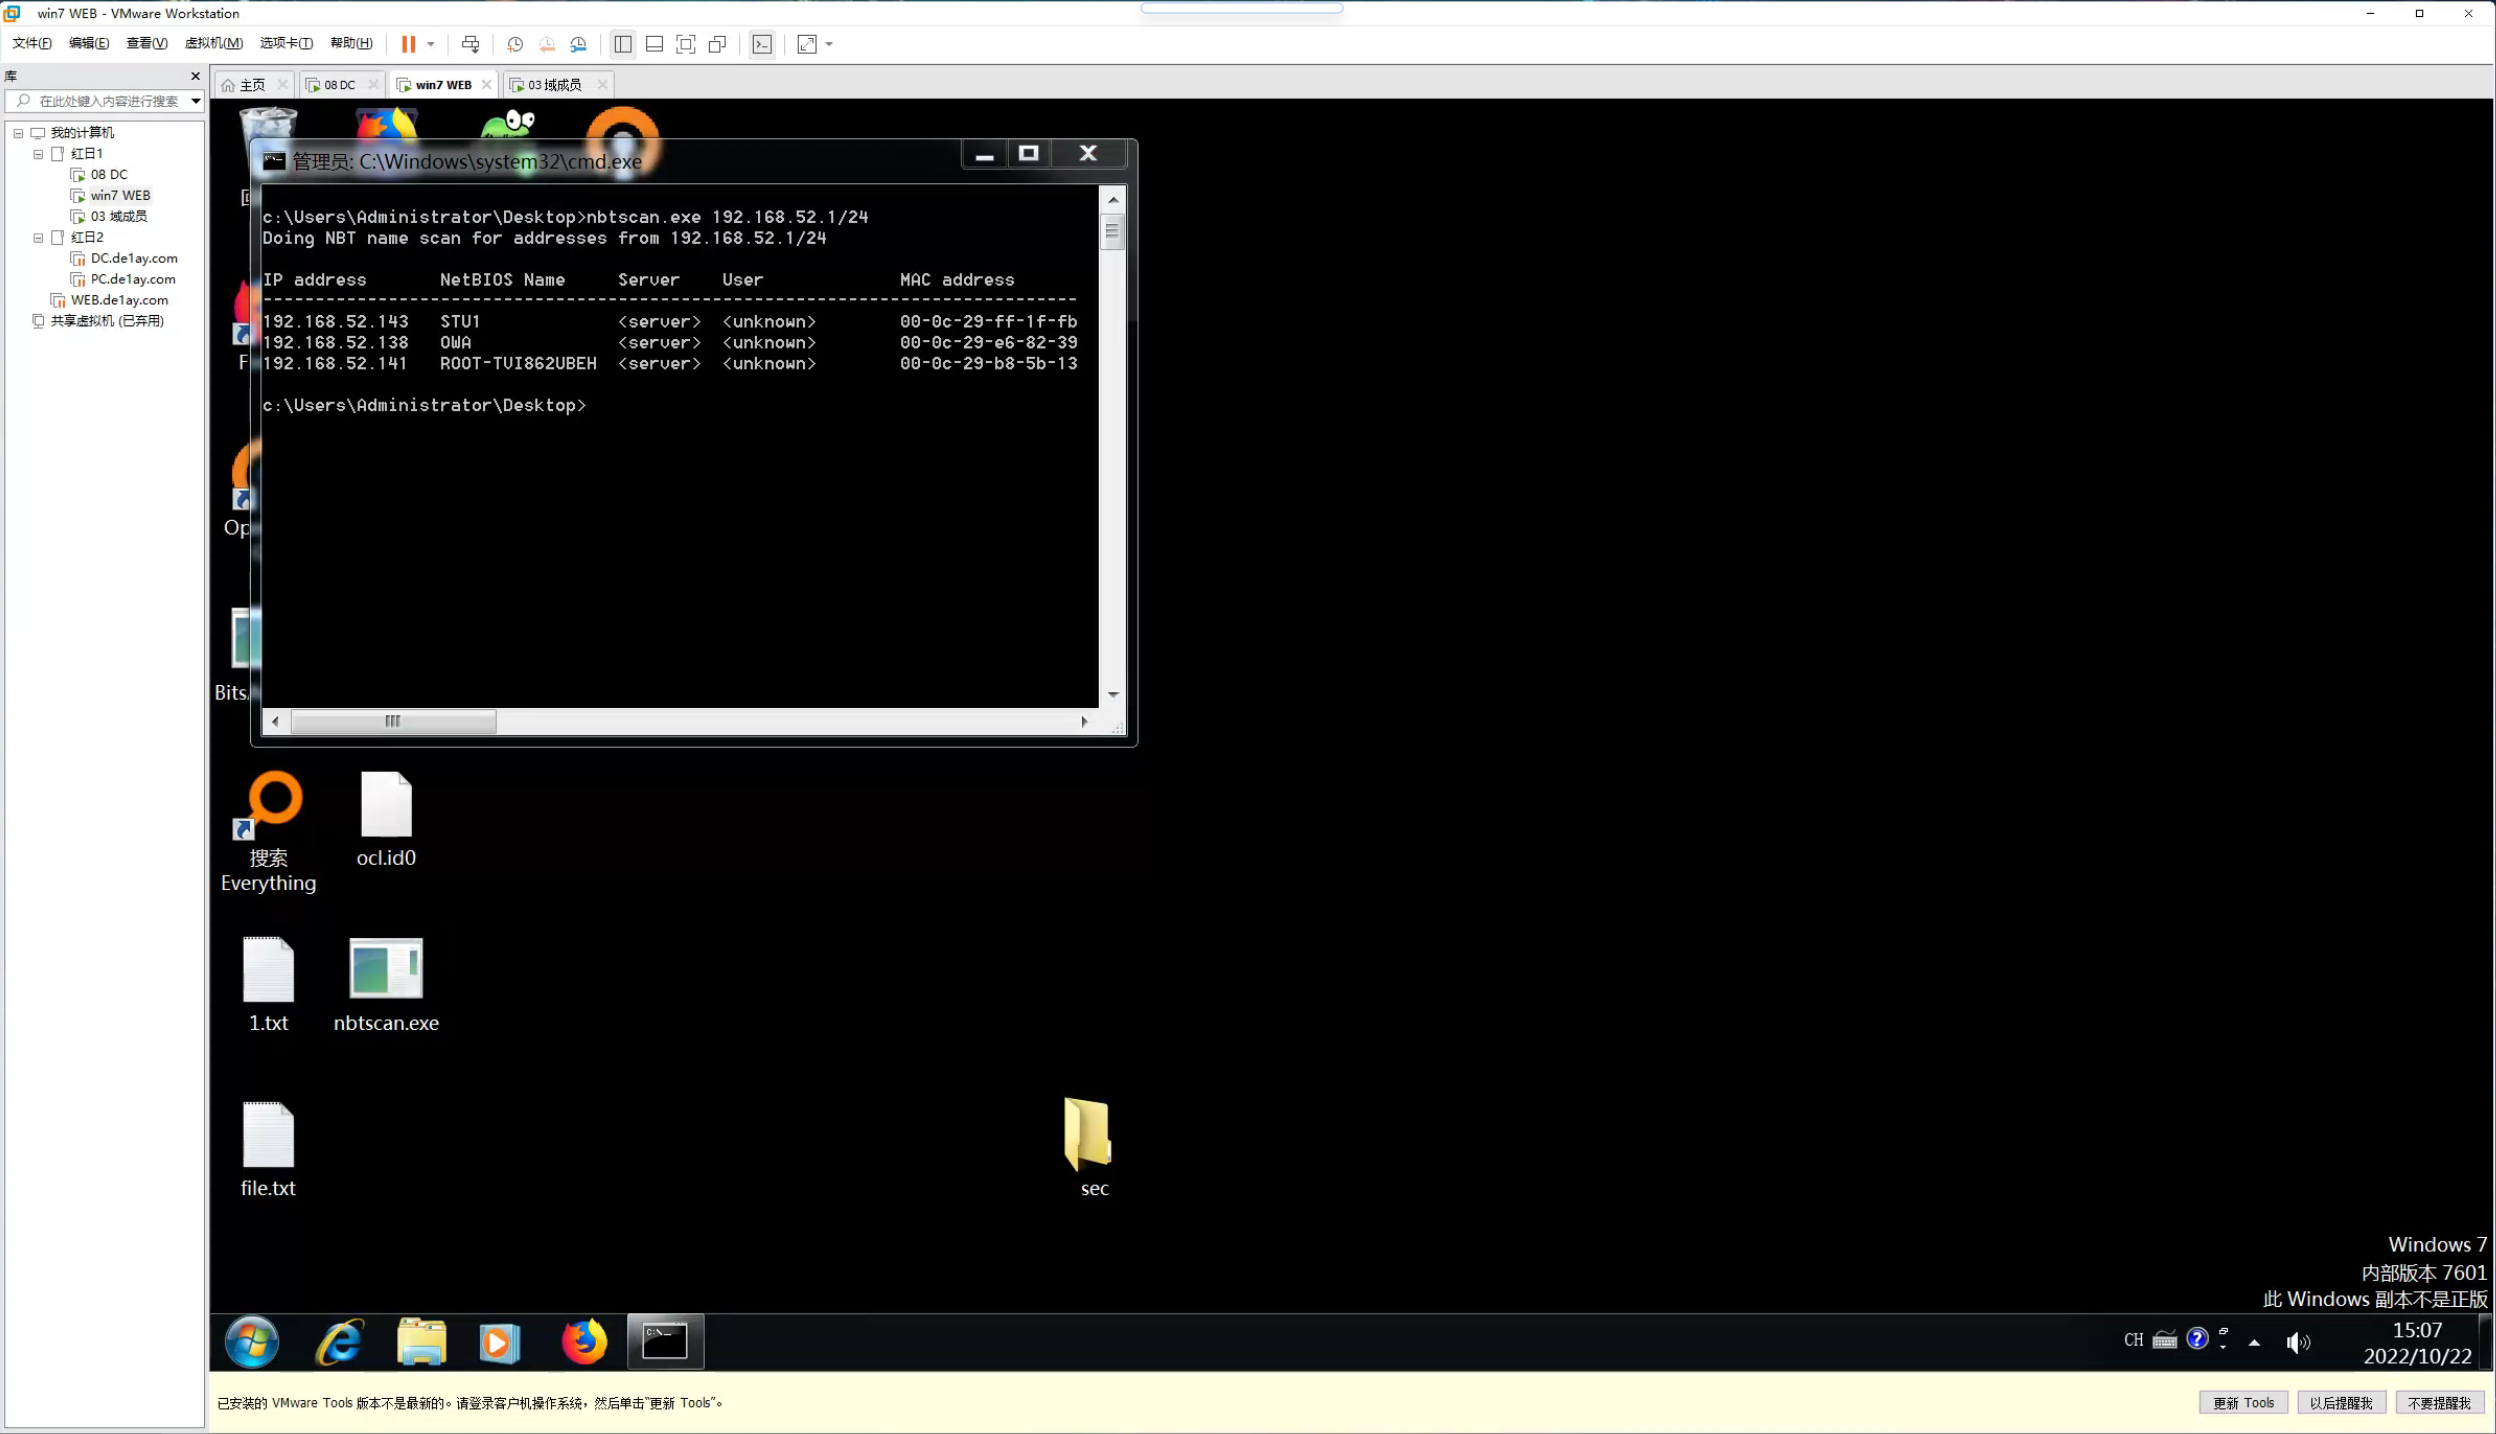 win7 WEB - VMware Workstation
文件(F) 编辑(E) 查看(V) 虚拟机(M) 选项卡(T) 帮助(H)
库
在此处键入内容进行搜索
我的计算机
红日1
08 DC
win7 WEB
03 域成员
红日2
DC.de1ay.com
PC.de1ay.com
WEB.de1ay.com
共享虚拟机 (已弃用)
主页 08 DC win7 WEB 03 域成员
管理员: C:\Windows\system32\cmd.exe
c:\Users\Administrator\Desktop>nbtscan.exe 192.168.52.1/24
Doing NBT name scan for addresses from 192.168.52.1/24
IP address NetBIOS Name Server User MAC address
------------------------------------------------------------------------------
192.168.52.143 STU1 <server> <unknown> 00-0c-29-ff-1f-fb
192.168.52.138 OWA <server> <unknown> 00-0c-29-e6-82-39
192.168.52.141 ROOT-TVI862UBEH <server> <unknown> 00-0c-29-b8-5b-13
c:\Users\Administrator\Desktop>
搜索
Everything
ocl.id0
1.txt
nbtscan.exe
file.txt
sec
Windows 7
内部版本 7601
此 Windows 副本不是正版
CH
15:07
2022/10/22
已安装的 VMware Tools 版本不是最新的。请登录客户机操作系统，然后单击“更新 Tools”。
更新 Tools 以后提醒我 不要提醒我